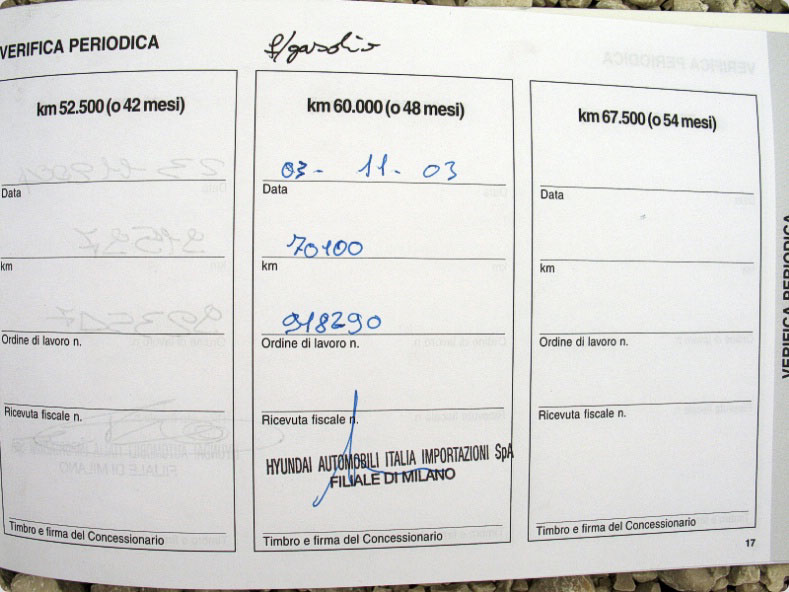 VERIFICA PERIODICA
f/gasolio
km 52.500 (o 42 mesi)
Data
km
Ordine di lavoro n.
Ricevuta fiscale n.
Timbro e firma del Concessionario
km 60.000 (o 48 mesi)
03 - 11 - 03
Data
70100
km
918290
Ordine di lavoro n.
Ricevuta fiscale n.
HYUNDAI AUTOMOBILI ITALIA IMPORTAZIONI SpA
FILIALE DI MILANO
Timbro e firma del Concessionario
km 67.500 (o 54 mesi)
Data
km
Ordine di lavoro n.
Ricevuta fiscale n.
Timbro e firma del Concessionario
17
VERIFICA PERIODICA